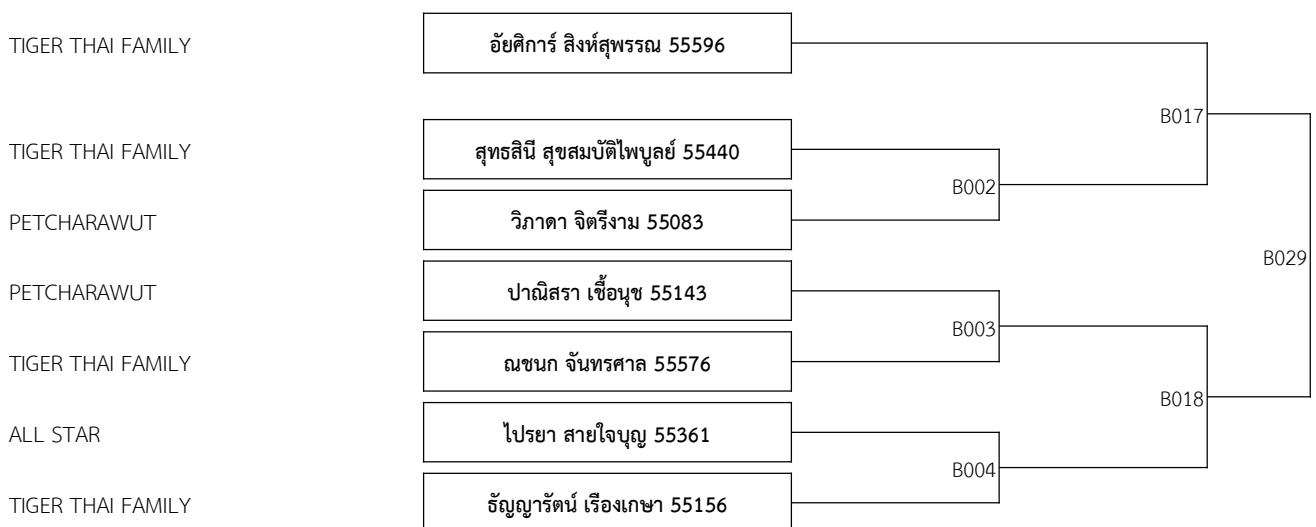 TIGER THAI FAMILY อัยศิการ์ สิงห์สุพรรณ 55596
B017
TIGER THAI FAMILY สุทธสินี สุขสมบัติไพบูลย์ 55440
B002
PETCHARAWUT วิภาดา จิตรีงาม 55083
B029
PETCHARAWUT ปาณิสรา เชื้อนุช 55143
B003
TIGER THAI FAMILY ณชนก จันทรศาล 55576
B018
ALL STAR ไปรยา สายใจบุญ 55361
B004
TIGER THAI FAMILY ธัญญารัตน์ เรืองเกษา 55156